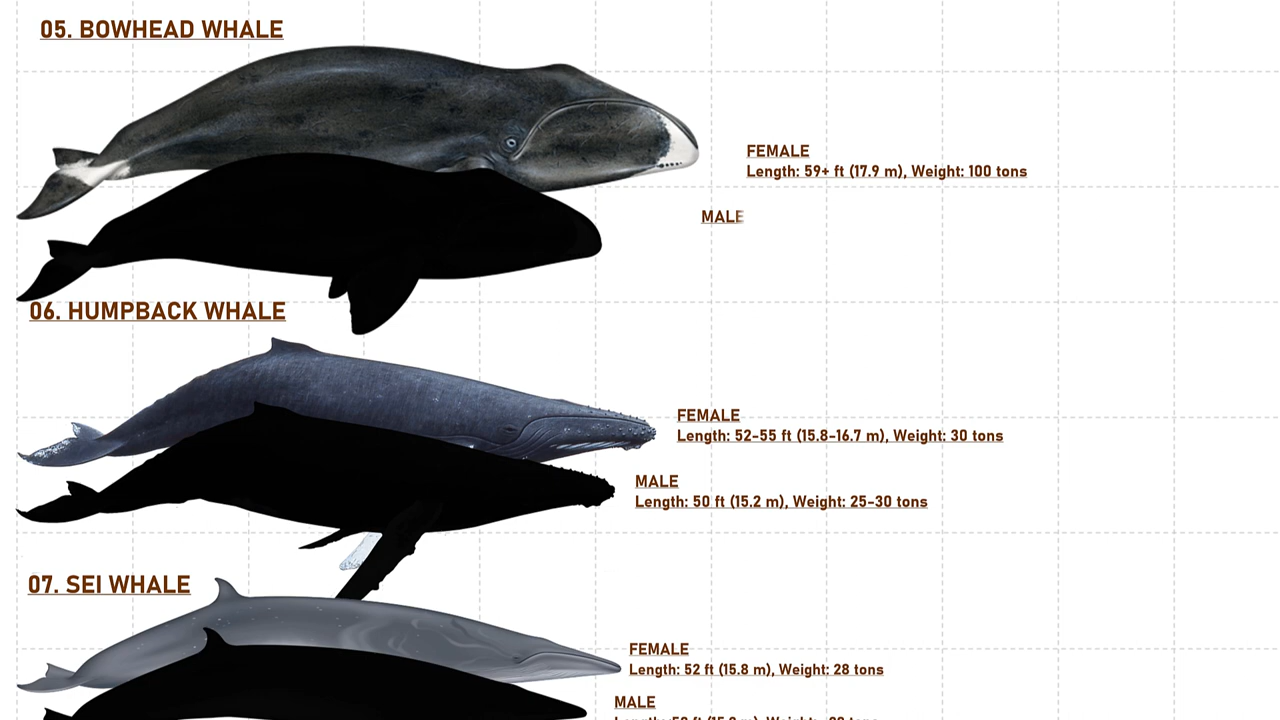 05. BOWHEAD WHALE
FEMALE
Length: 59+ ft (17.9 m), Weight: 100 tons
MALE
06. HUMPBACK WHALE
FEMALE
Length: 52-55 ft (15.8-16.7 m), Weight: 30 tons
MALE
Length: 50 ft (15.2 m), Weight: 25-30 tons
07. SEI WHALE
FEMALE
Length: 52 ft (15.8 m), Weight: 28 tons
MALE